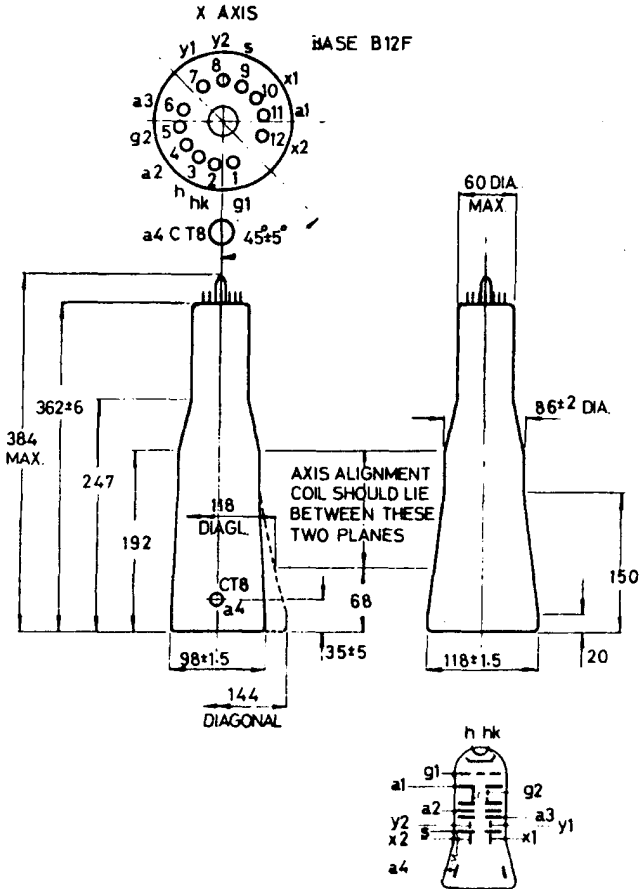 X AXIS
BASE B12F
y1 y2 s
x1
a1
x2
a3
g2
a2
h
hk
g1
7 8 9
10
6
11
5
12
4
3 2 1
a4 CT8
45°±5°
60 DIA.
MAX.
362±6
384
MAX.
247
192
86±2 DIA.
AXIS ALIGNMENT
COIL SHOULD LIE
BETWEEN THESE
TWO PLANES
118
DIAGL.
CT8
a4
68
150
98±1.5
35±5
118±1.5
20
144
DIAGONAL
h hk
g1
a1
g2
a2
a3
y2
y1
s
x2
x1
a4